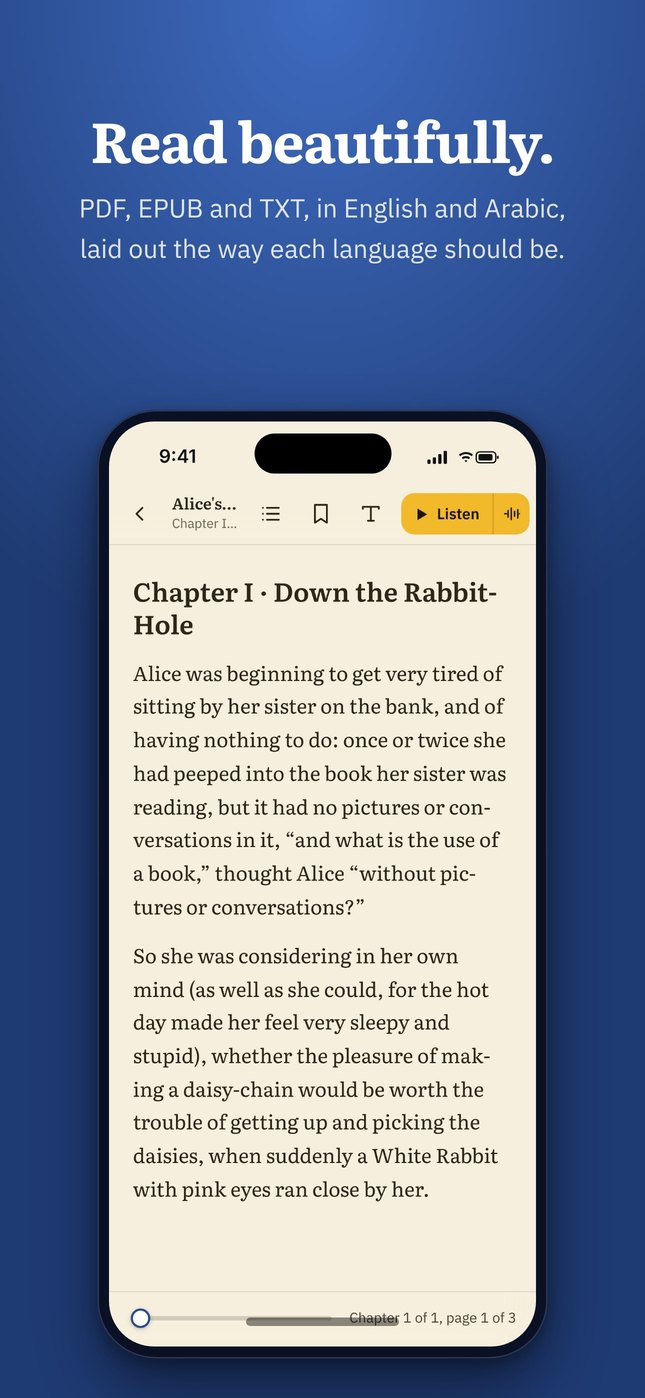 Read beautifully.
PDF, EPUB and TXT, in English and Arabic,
laid out the way each language should be.
9:41
Alice's...
Chapter I...
Listen
Chapter I · Down the Rabbit-
Hole
Alice was beginning to get very tired of
sitting by her sister on the bank, and of
having nothing to do: once or twice she
had peeped into the book her sister was
reading, but it had no pictures or con-
versations in it, “and what is the use of
a book,” thought Alice “without pic-
tures or conversations?”
So she was considering in her own
mind (as well as she could, for the hot
day made her feel very sleepy and
stupid), whether the pleasure of mak-
ing a daisy-chain would be worth the
trouble of getting up and picking the
daisies, when suddenly a White Rabbit
with pink eyes ran close by her.
Chapter 1 of 1, page 1 of 3